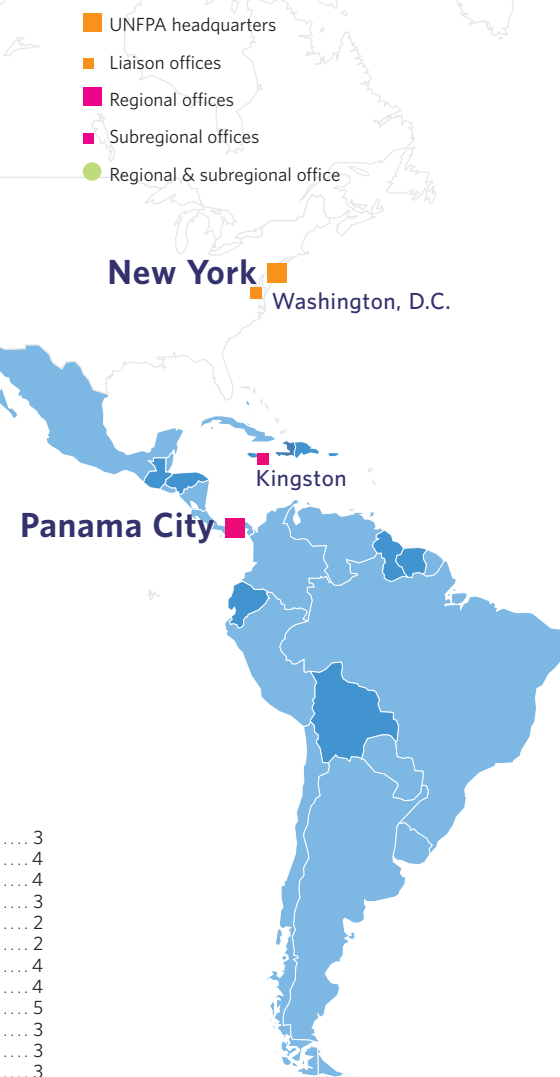 UNFPA headquarters
Liaison offices
Regional offices
Subregional offices
Regional & subregional office
New York
Washington, D.C.
Kingston
Panama City
.... 3
.... 4
.... 4
.... 3
.... 2
.... 2
.... 4
.... 4
.... 5
.... 3
.... 3
.... 3